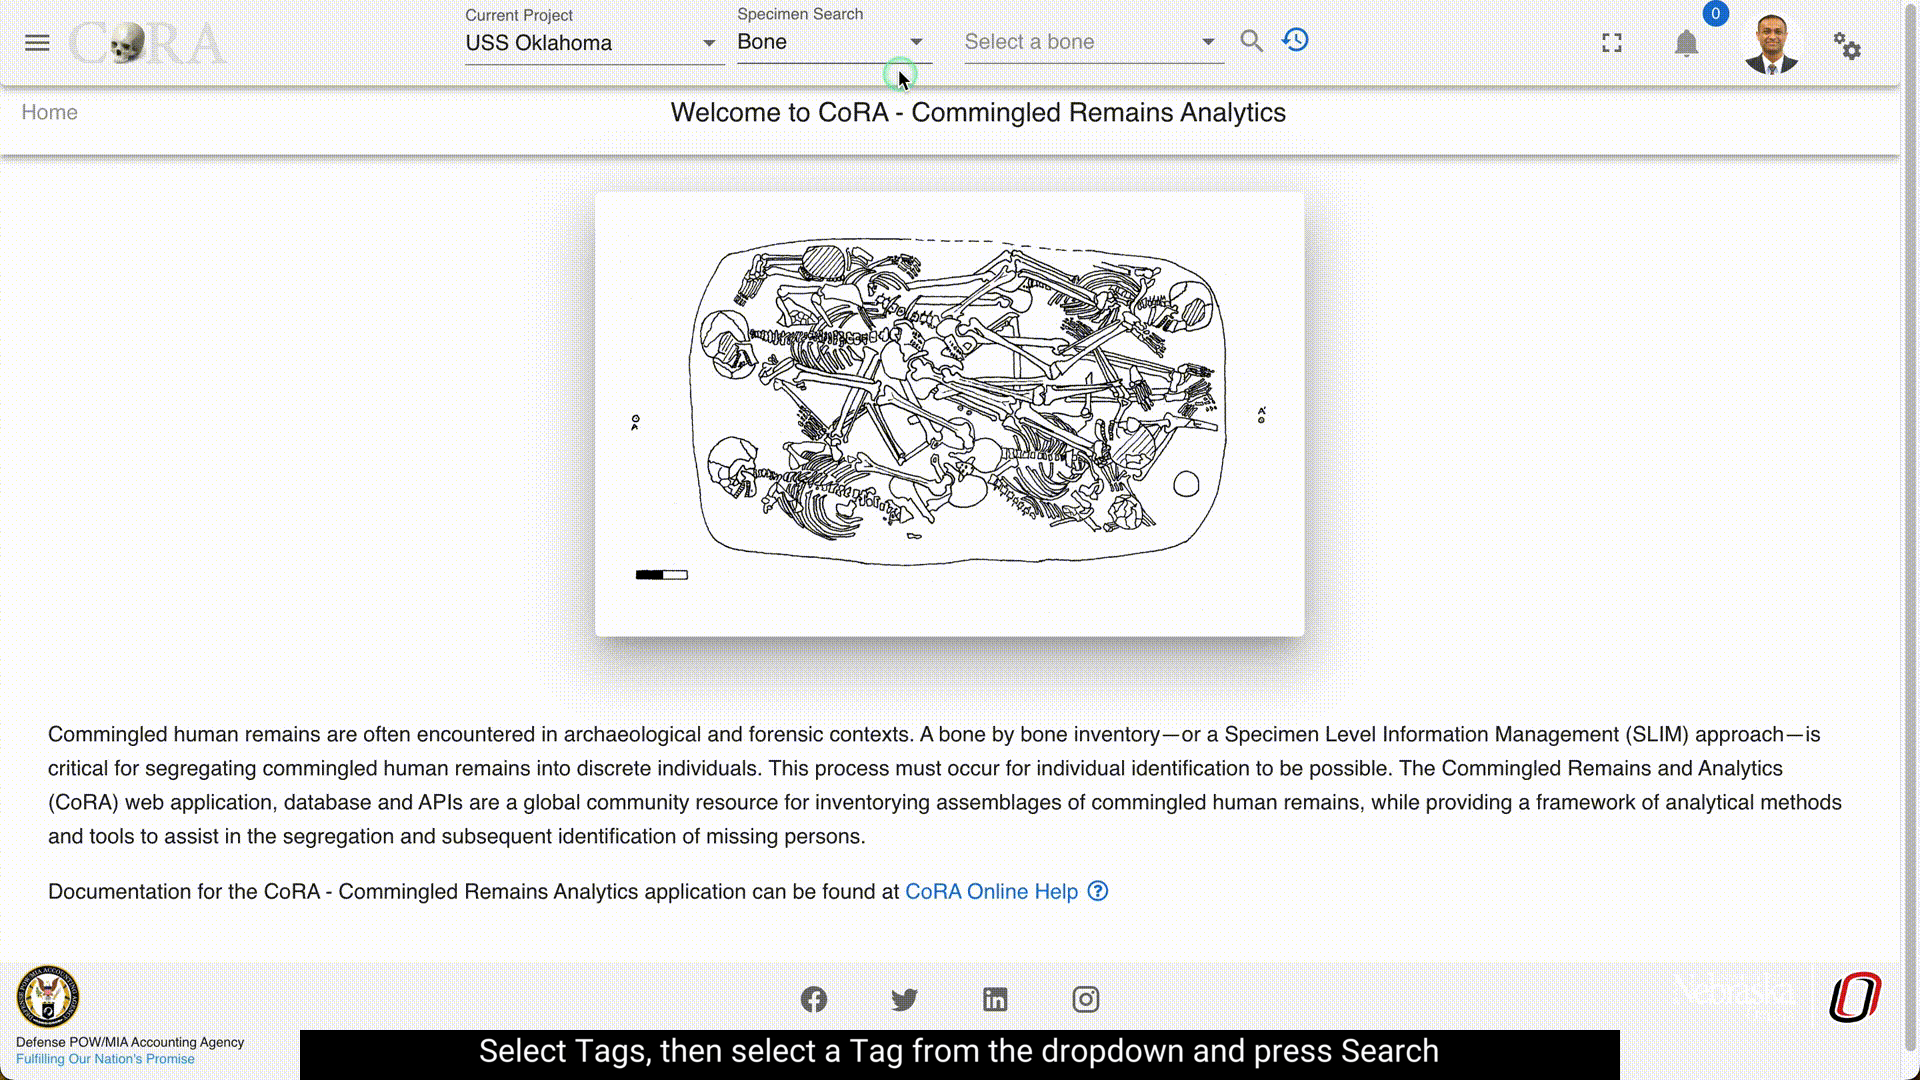 CoRA
Current Project
USS Oklahoma
Specimen Search
Bone
Select a bone
0
Home
Welcome to CoRA - Commingled Remains Analytics
Commingled human remains are often encountered in archaeological and forensic contexts. A bone by bone inventory—or a Specimen Level Information Management (SLIM) approach—is
critical for segregating commingled human remains into discrete individuals. This process must occur for individual identification to be possible. The Commingled Remains and Analytics
(CoRA) web application, database and APIs are a global community resource for inventorying assemblages of commingled human remains, while providing a framework of analytical methods
and tools to assist in the segregation and subsequent identification of missing persons.
Documentation for the CoRA - Commingled Remains Analytics application can be found at CoRA Online Help
Nebraska
Defense POW/MIA Accounting Agency
Fulfilling Our Nation's Promise
Select Tags, then select a Tag from the dropdown and press Search